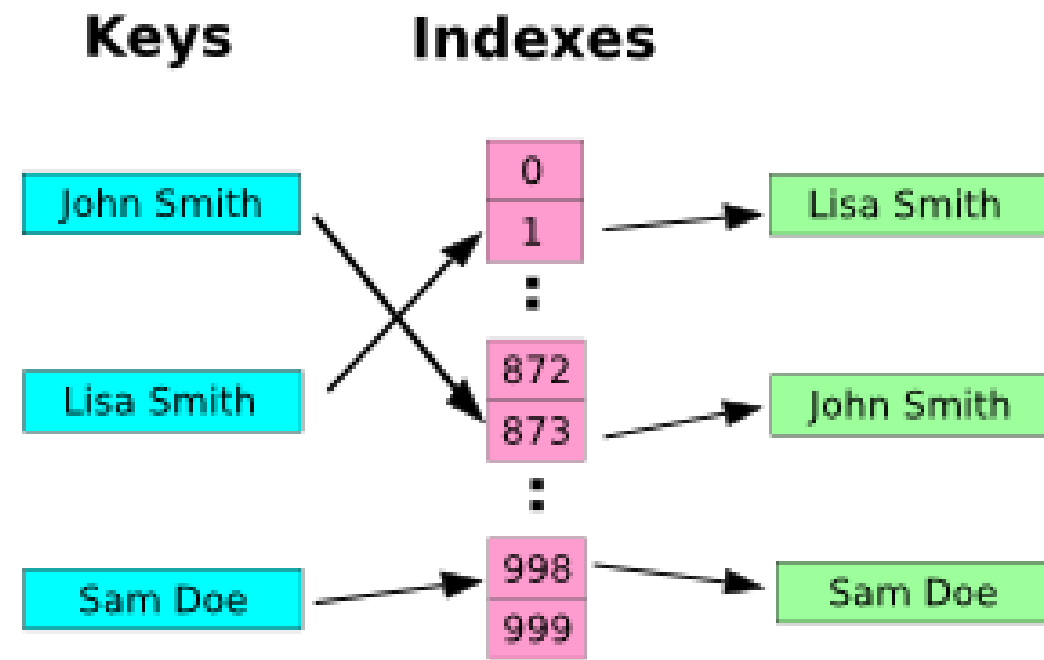 Keys
Indexes
John Smith
Lisa Smith
Sam Doe
0
1
872
873
998
999
Lisa Smith
John Smith
Sam Doe